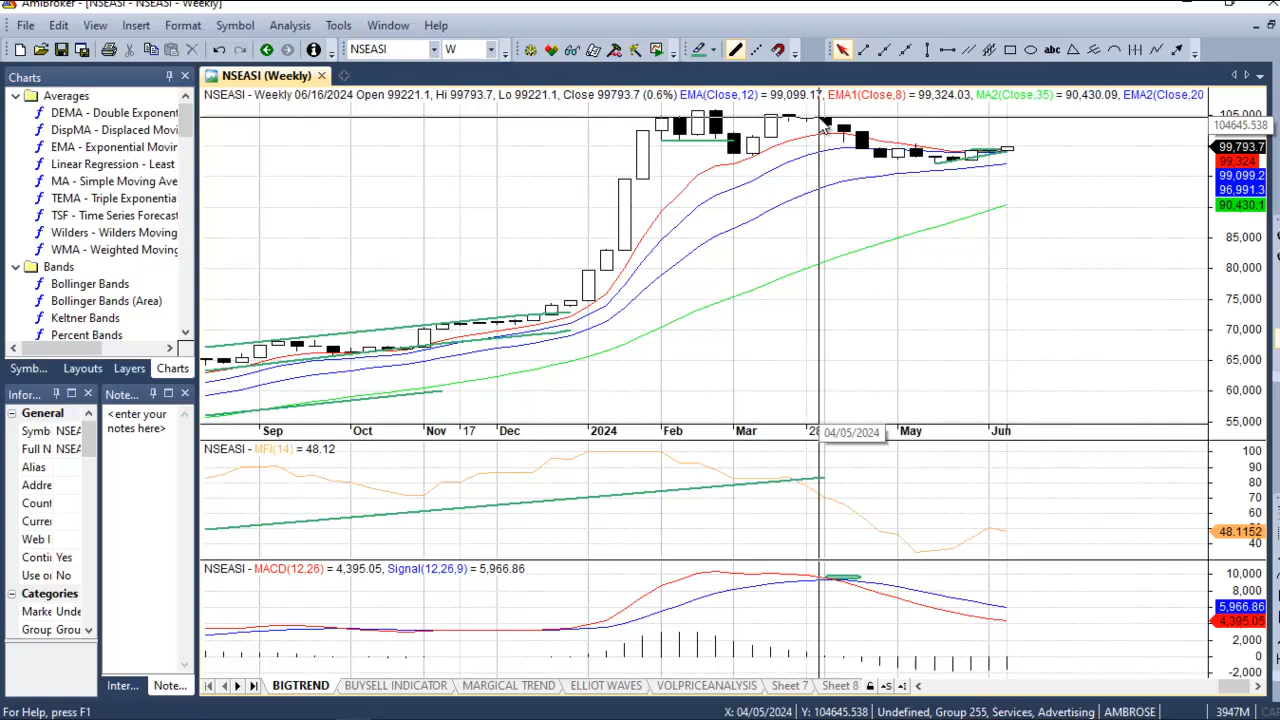 AmiBroker - [NSEASI - NSEASI - Weekly]
File Edit View Insert Format Symbol Analysis Tools Window Help
NSEASI W
abc
Charts
NSEASI (Weekly)
Averages
DEMA - Double Exponent
DispMA - Displaced Movi
EMA - Exponential Movin
Linear Regression - Least
MA - Simple Moving Ave
TEMA - Triple Exponentia
TSF - Time Series Forecast
Wilders - Wilders Moving
WMA - Weighted Moving
Bands
Bollinger Bands
Bollinger Bands (Area)
Keltner Bands
Percent Bands
Symb... Layouts Layers Charts
NSEASI - Weekly 06/16/2024 Open 99221.1, Hi 99793.7, Lo 99221.1, Close 99793.7 (0.6%) EMA(Close,12) = 99,099.17, EMA1(Close,8) = 99,324.03, MA2(Close,35) = 90,430.09, EMA2(Close,20
105,000
104645.538
99,793.7
99,324
99,099.2
96,991.3
90,430.1
85,000
80,000
75,000
70,000
65,000
60,000
55,000
Sep Oct Nov 17 Dec 2024 Feb Mar 28 04/05/2024 May Jun
Infor... Note...
General
Symb NSEA
Full N NSEA
Alias
Addre
Count
Curre
Web I
Conti Yes
Use o No
Categories
Marke Unde
Group Grou
<enter your
notes here>
Inter... Note...
NSEASI - MFI(14) = 48.12
100
90
80
70
60
48.1152
40
NSEASI - MACD(12,26) = 4,395.05, Signal(12,26,9) = 5,966.86
10,000
8,000
5,966.86
4,395.05
2,000
0
-2,000
BIGTREND BUYSELL INDICATOR MARGICAL TREND ELLIOT WAVES VOLPRICEANALYSIS Sheet 7 Sheet 8
For Help, press F1
X: 04/05/2024 Y: 104645.538 Undefined, Group 255, Services, Advertising AMBROSE 3947M